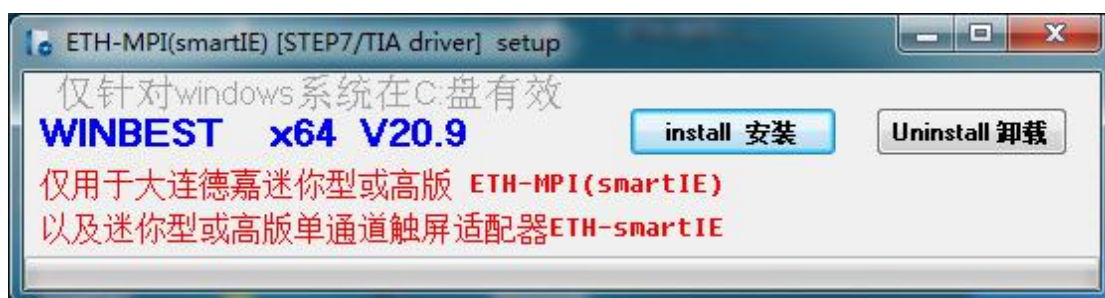 ETH-MPI(smartIE) [STEP7/TIA driver] setup
仅针对windows系统在C:盘有效
WINBEST x64 V20.9
install 安装
Uninstall 卸载
仅用于大连德嘉迷你型或高版 ETH-MPI(smartIE)
以及迷你型或高版单通道触屏适配器ETH-smartIE